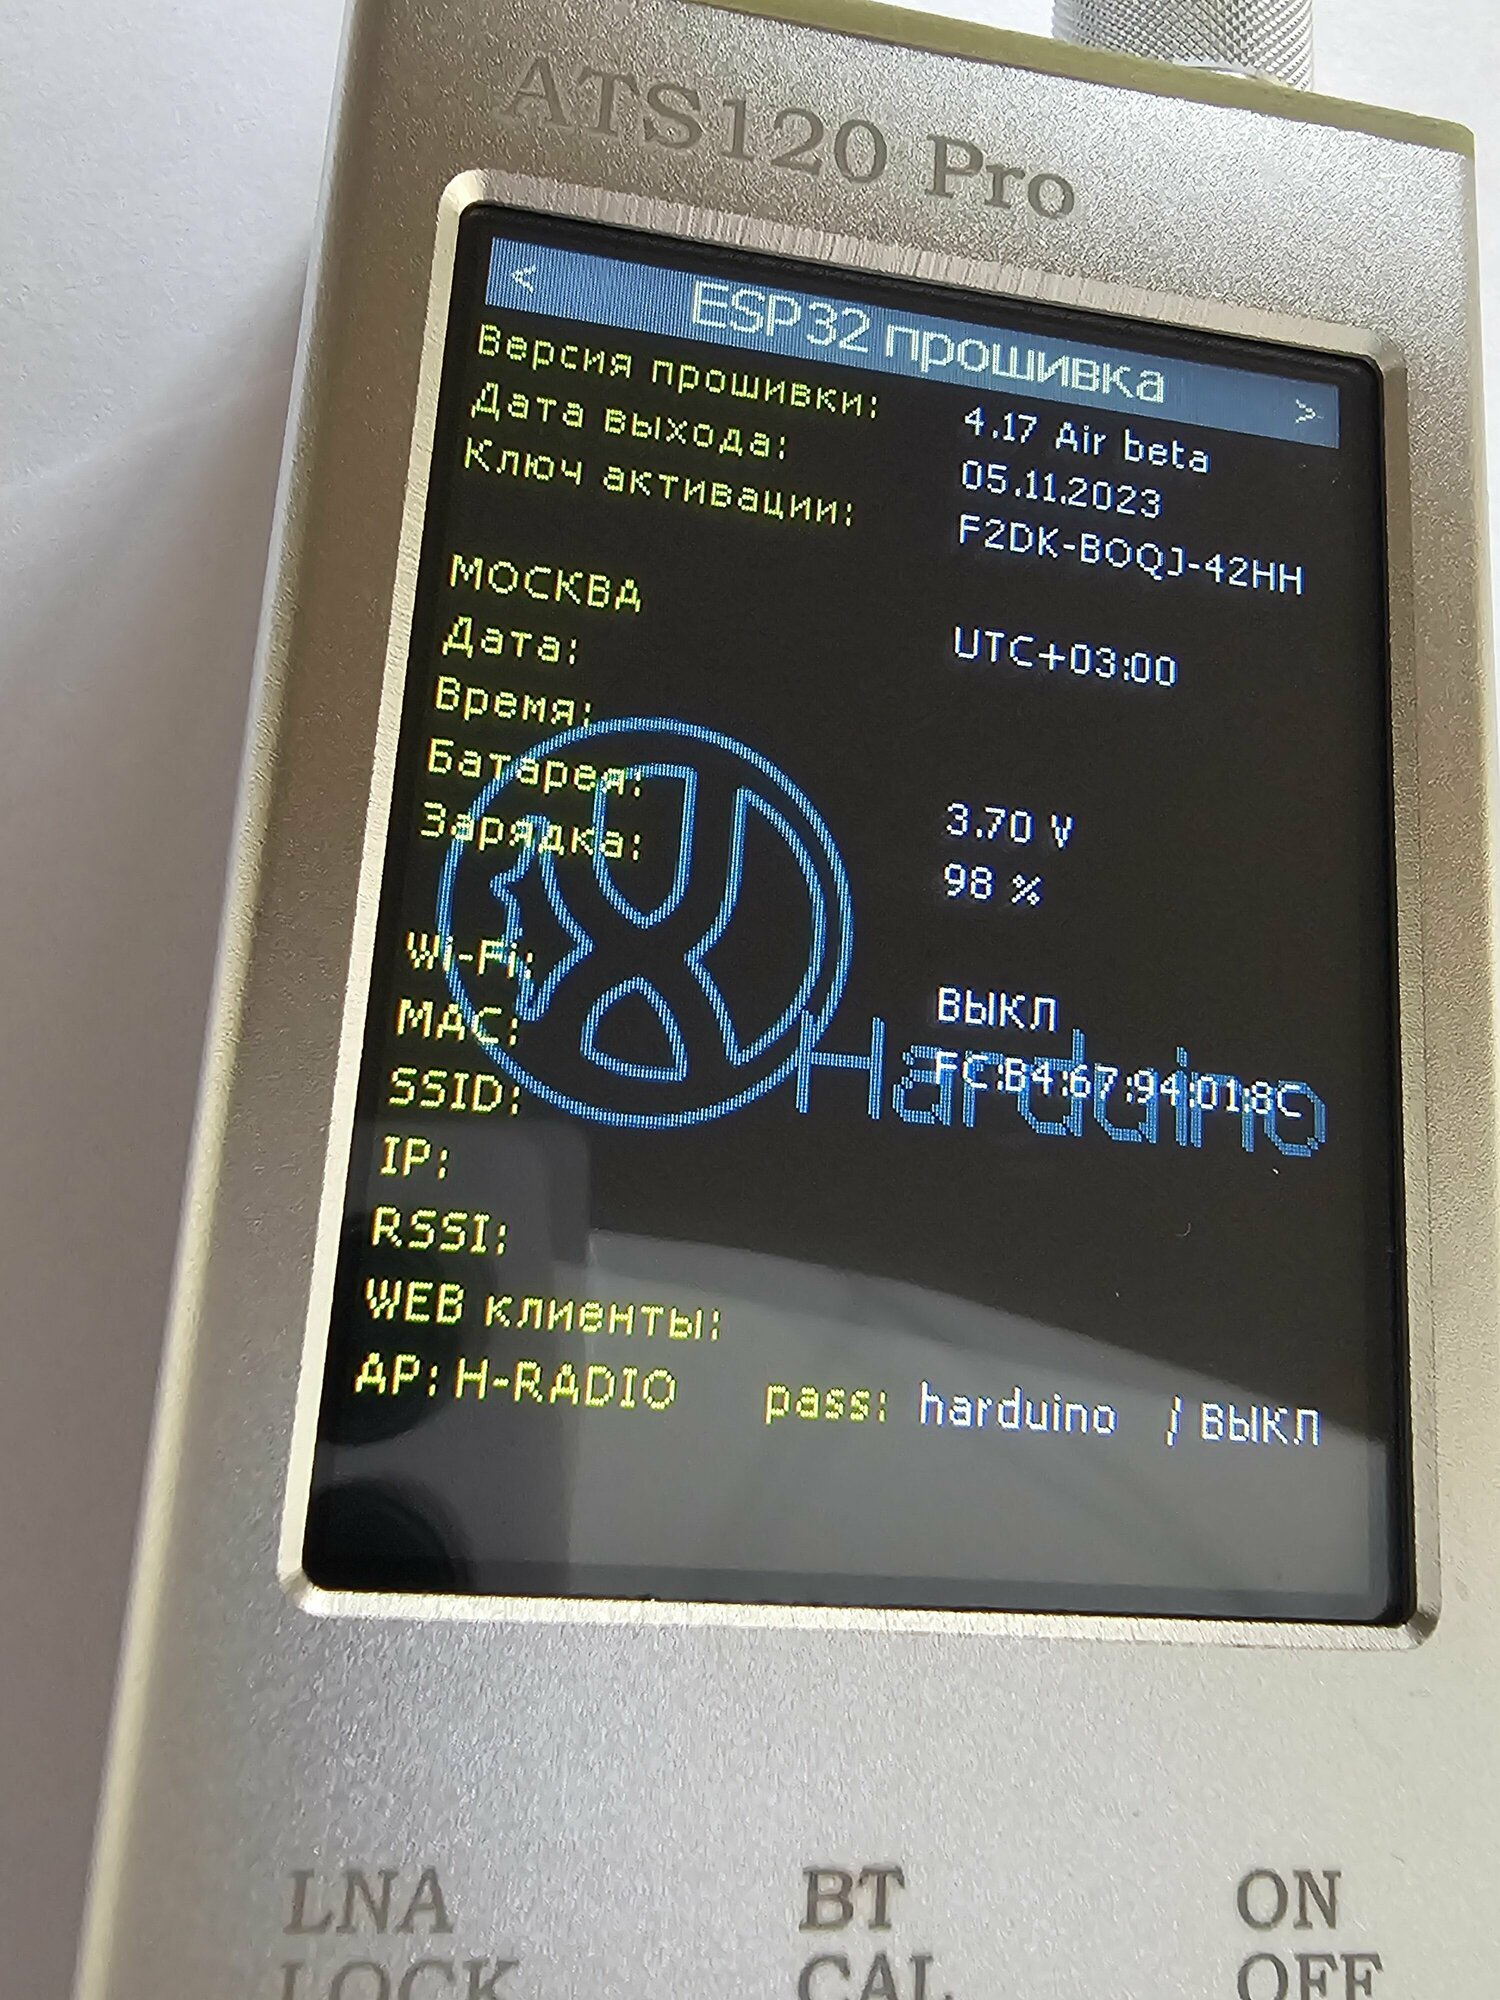 ATS120 Pro
< ESP32 прошивка >
Версия прошивки: 4.17 Air beta
Дата выхода: 05.11.2023
Ключ активации: F2DK-BOQJ-42HH
МОСКВА UTC+03:00
Дата:
Время:
Батарея: 3.70 V
Зарядка: 98 %
Wi-Fi: ВЫКЛ
MAC: FC:B4:67:94:01:8C
Harduino
SSID:
IP:
RSSI:
WEB клиенты:
AP: H-RADIO pass: harduino / ВЫКЛ
LNA BT ON
LOCK CAL OFF